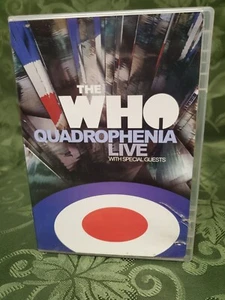 THE
WHO
QUADROPHENIA
LIVE
WITH SPECIAL GUESTS